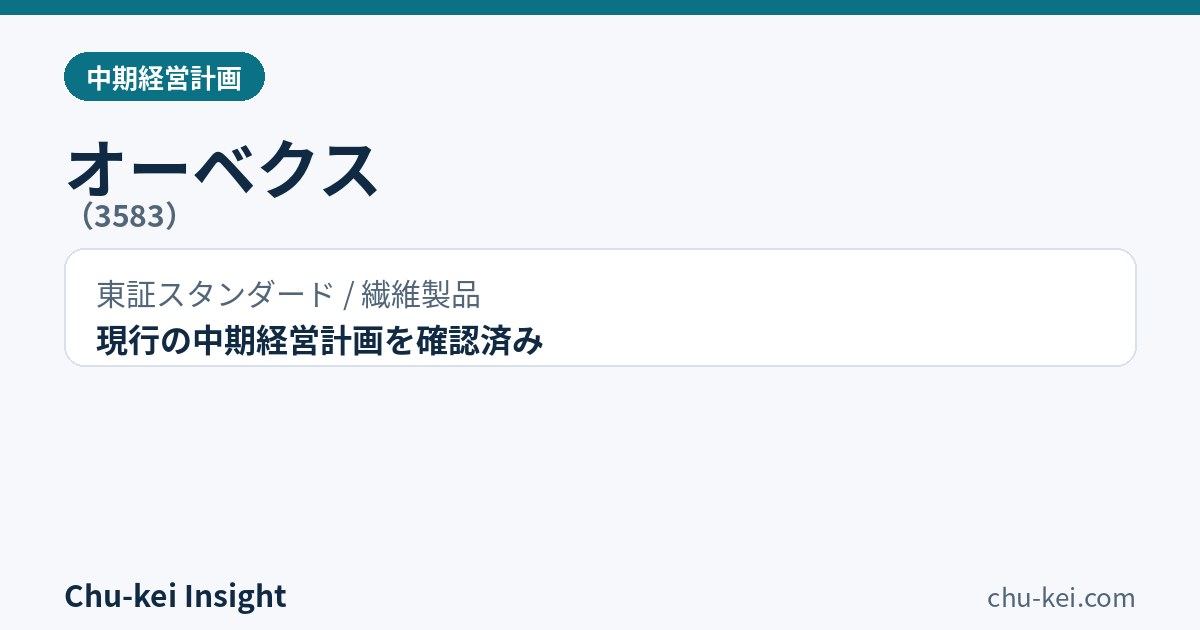 中期経営計画
オーベクス
（3583）
東証スタンダード / 繊維製品
現行の中期経営計画を確認済み
Chu-kei Insight
chu-kei.com